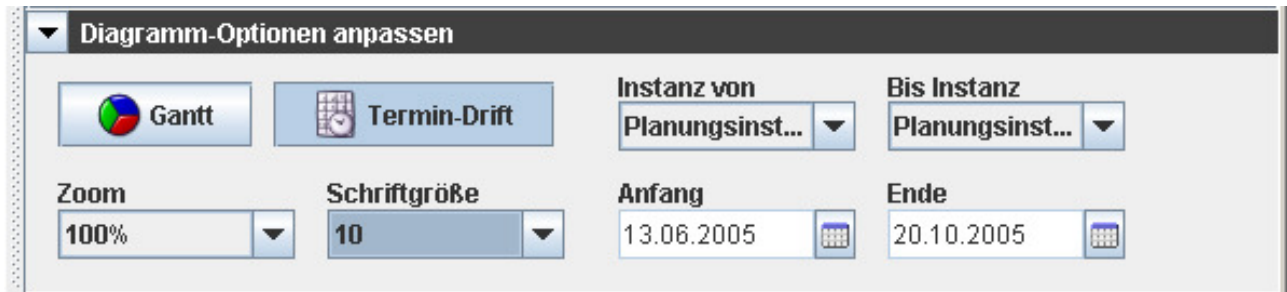 Diagramm-Optionen anpassen
Gantt
Termin-Drift
Instanz von
Bis Instanz
Planungsinst...
Planungsinst...
Zoom
Schriftgröße
Anfang
Ende
100%
10
13.06.2005
20.10.2005